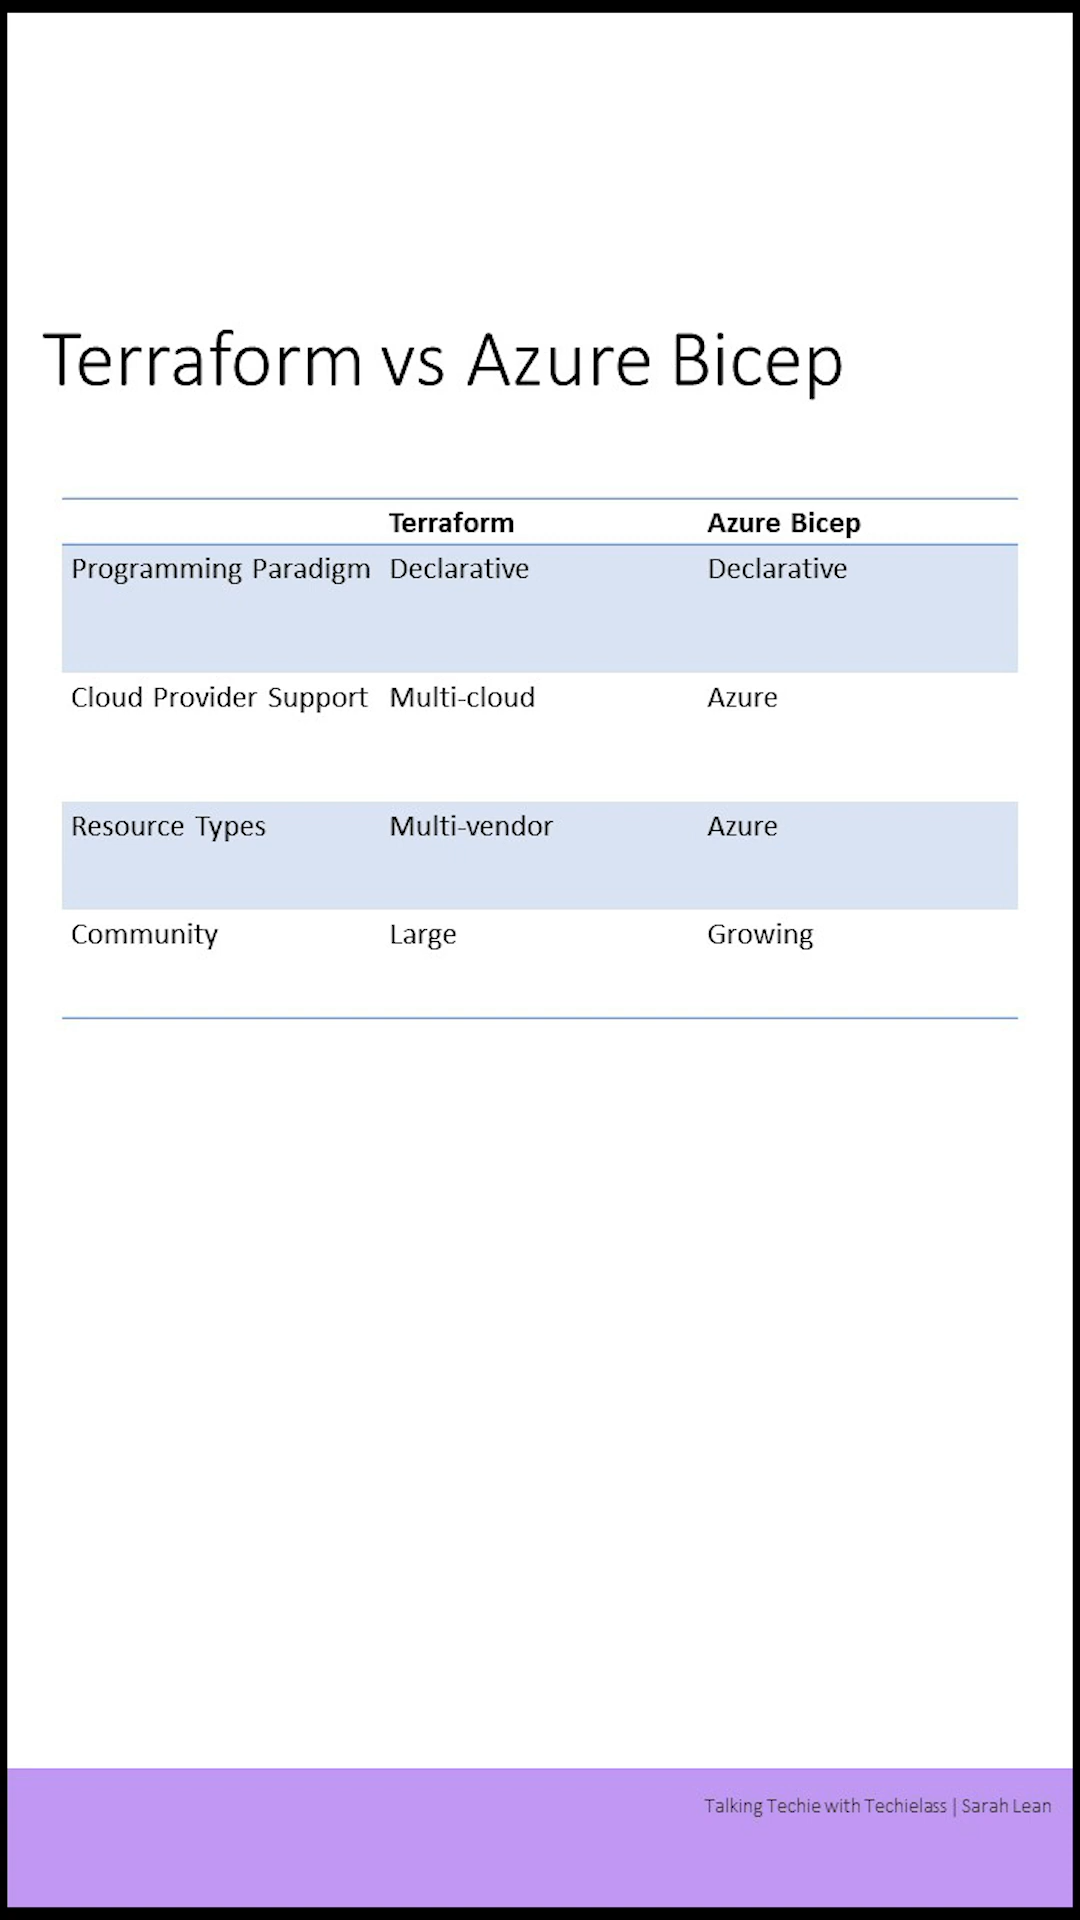 Terraform vs Azure Bicep
Terraform Azure Bicep
Programming Paradigm Declarative Declarative
Cloud Provider Support Multi-cloud Azure
Resource Types Multi-vendor Azure
Community Large Growing
Talking Techie with Techielass | Sarah Lean